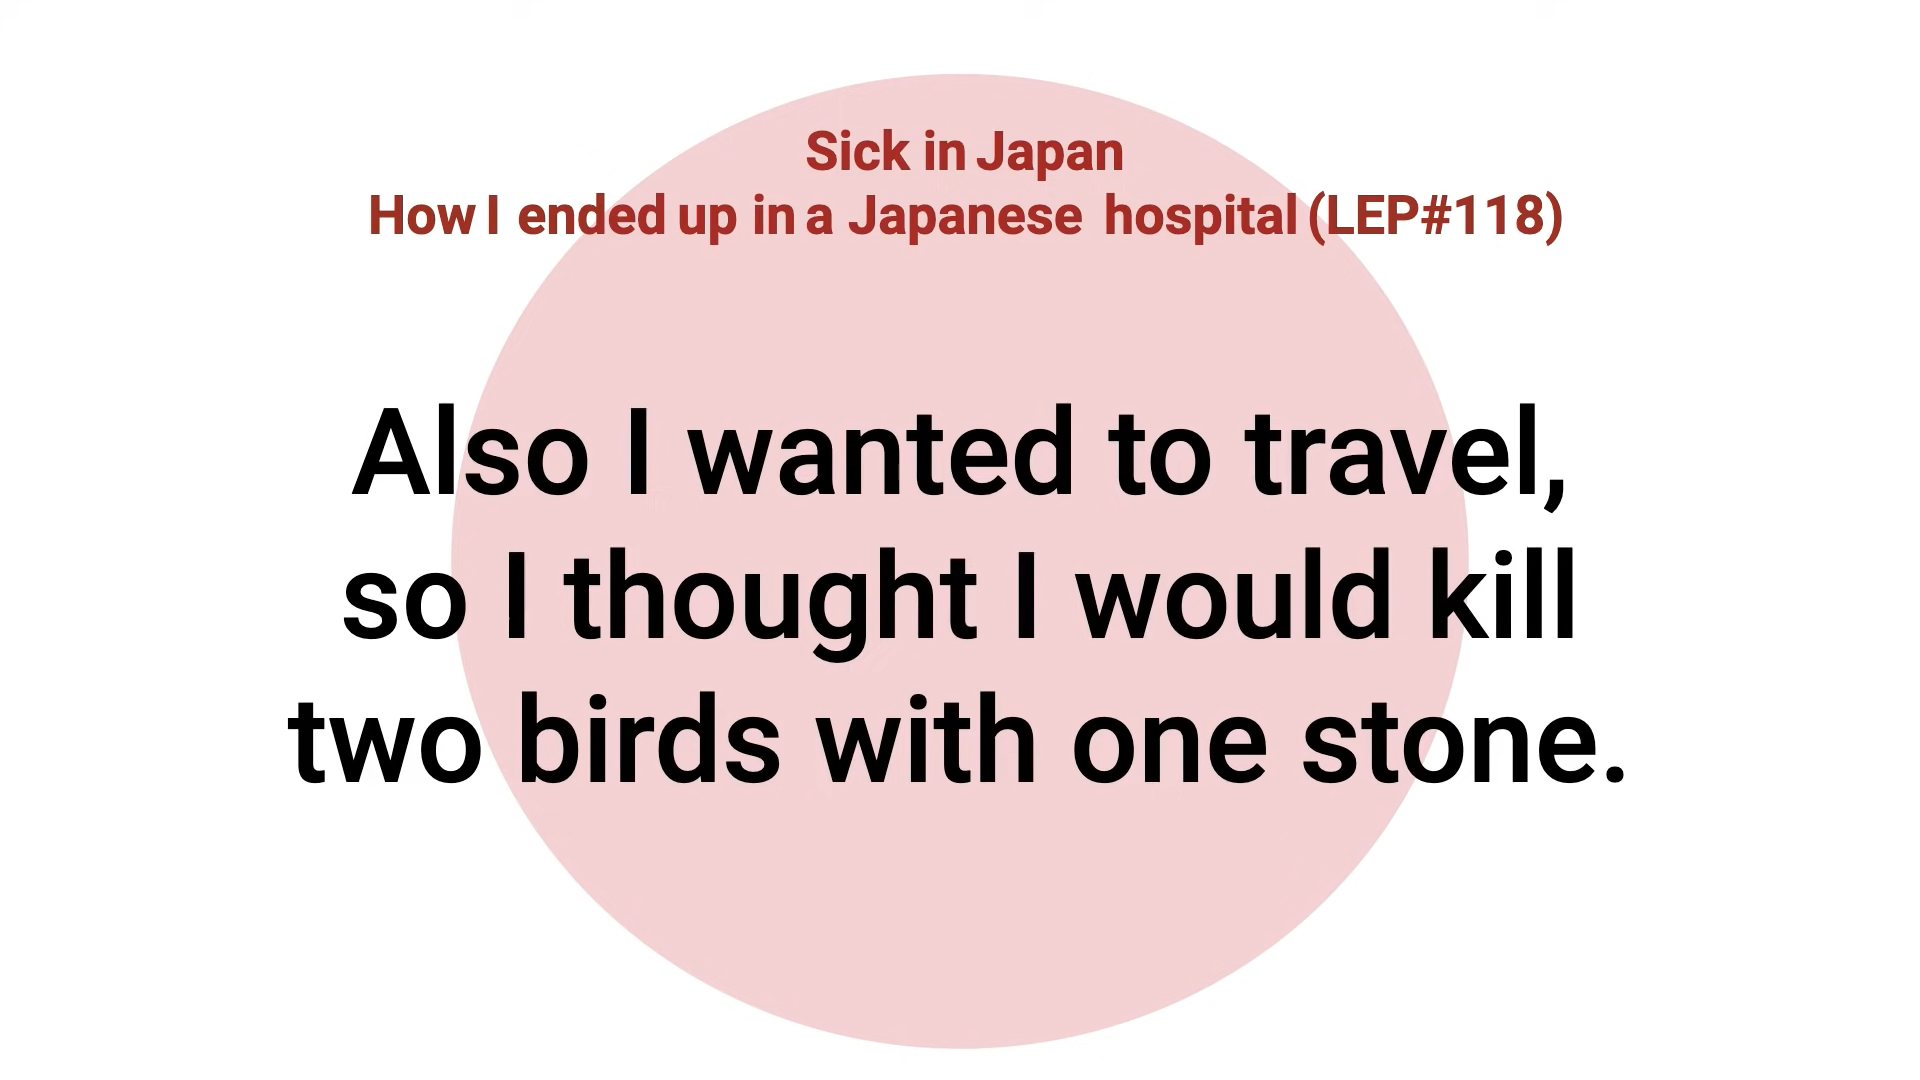 Sick in Japan
How I ended up in a Japanese hospital (LEP#118)
Also I wanted to travel,
so I thought I would kill
two birds with one stone.